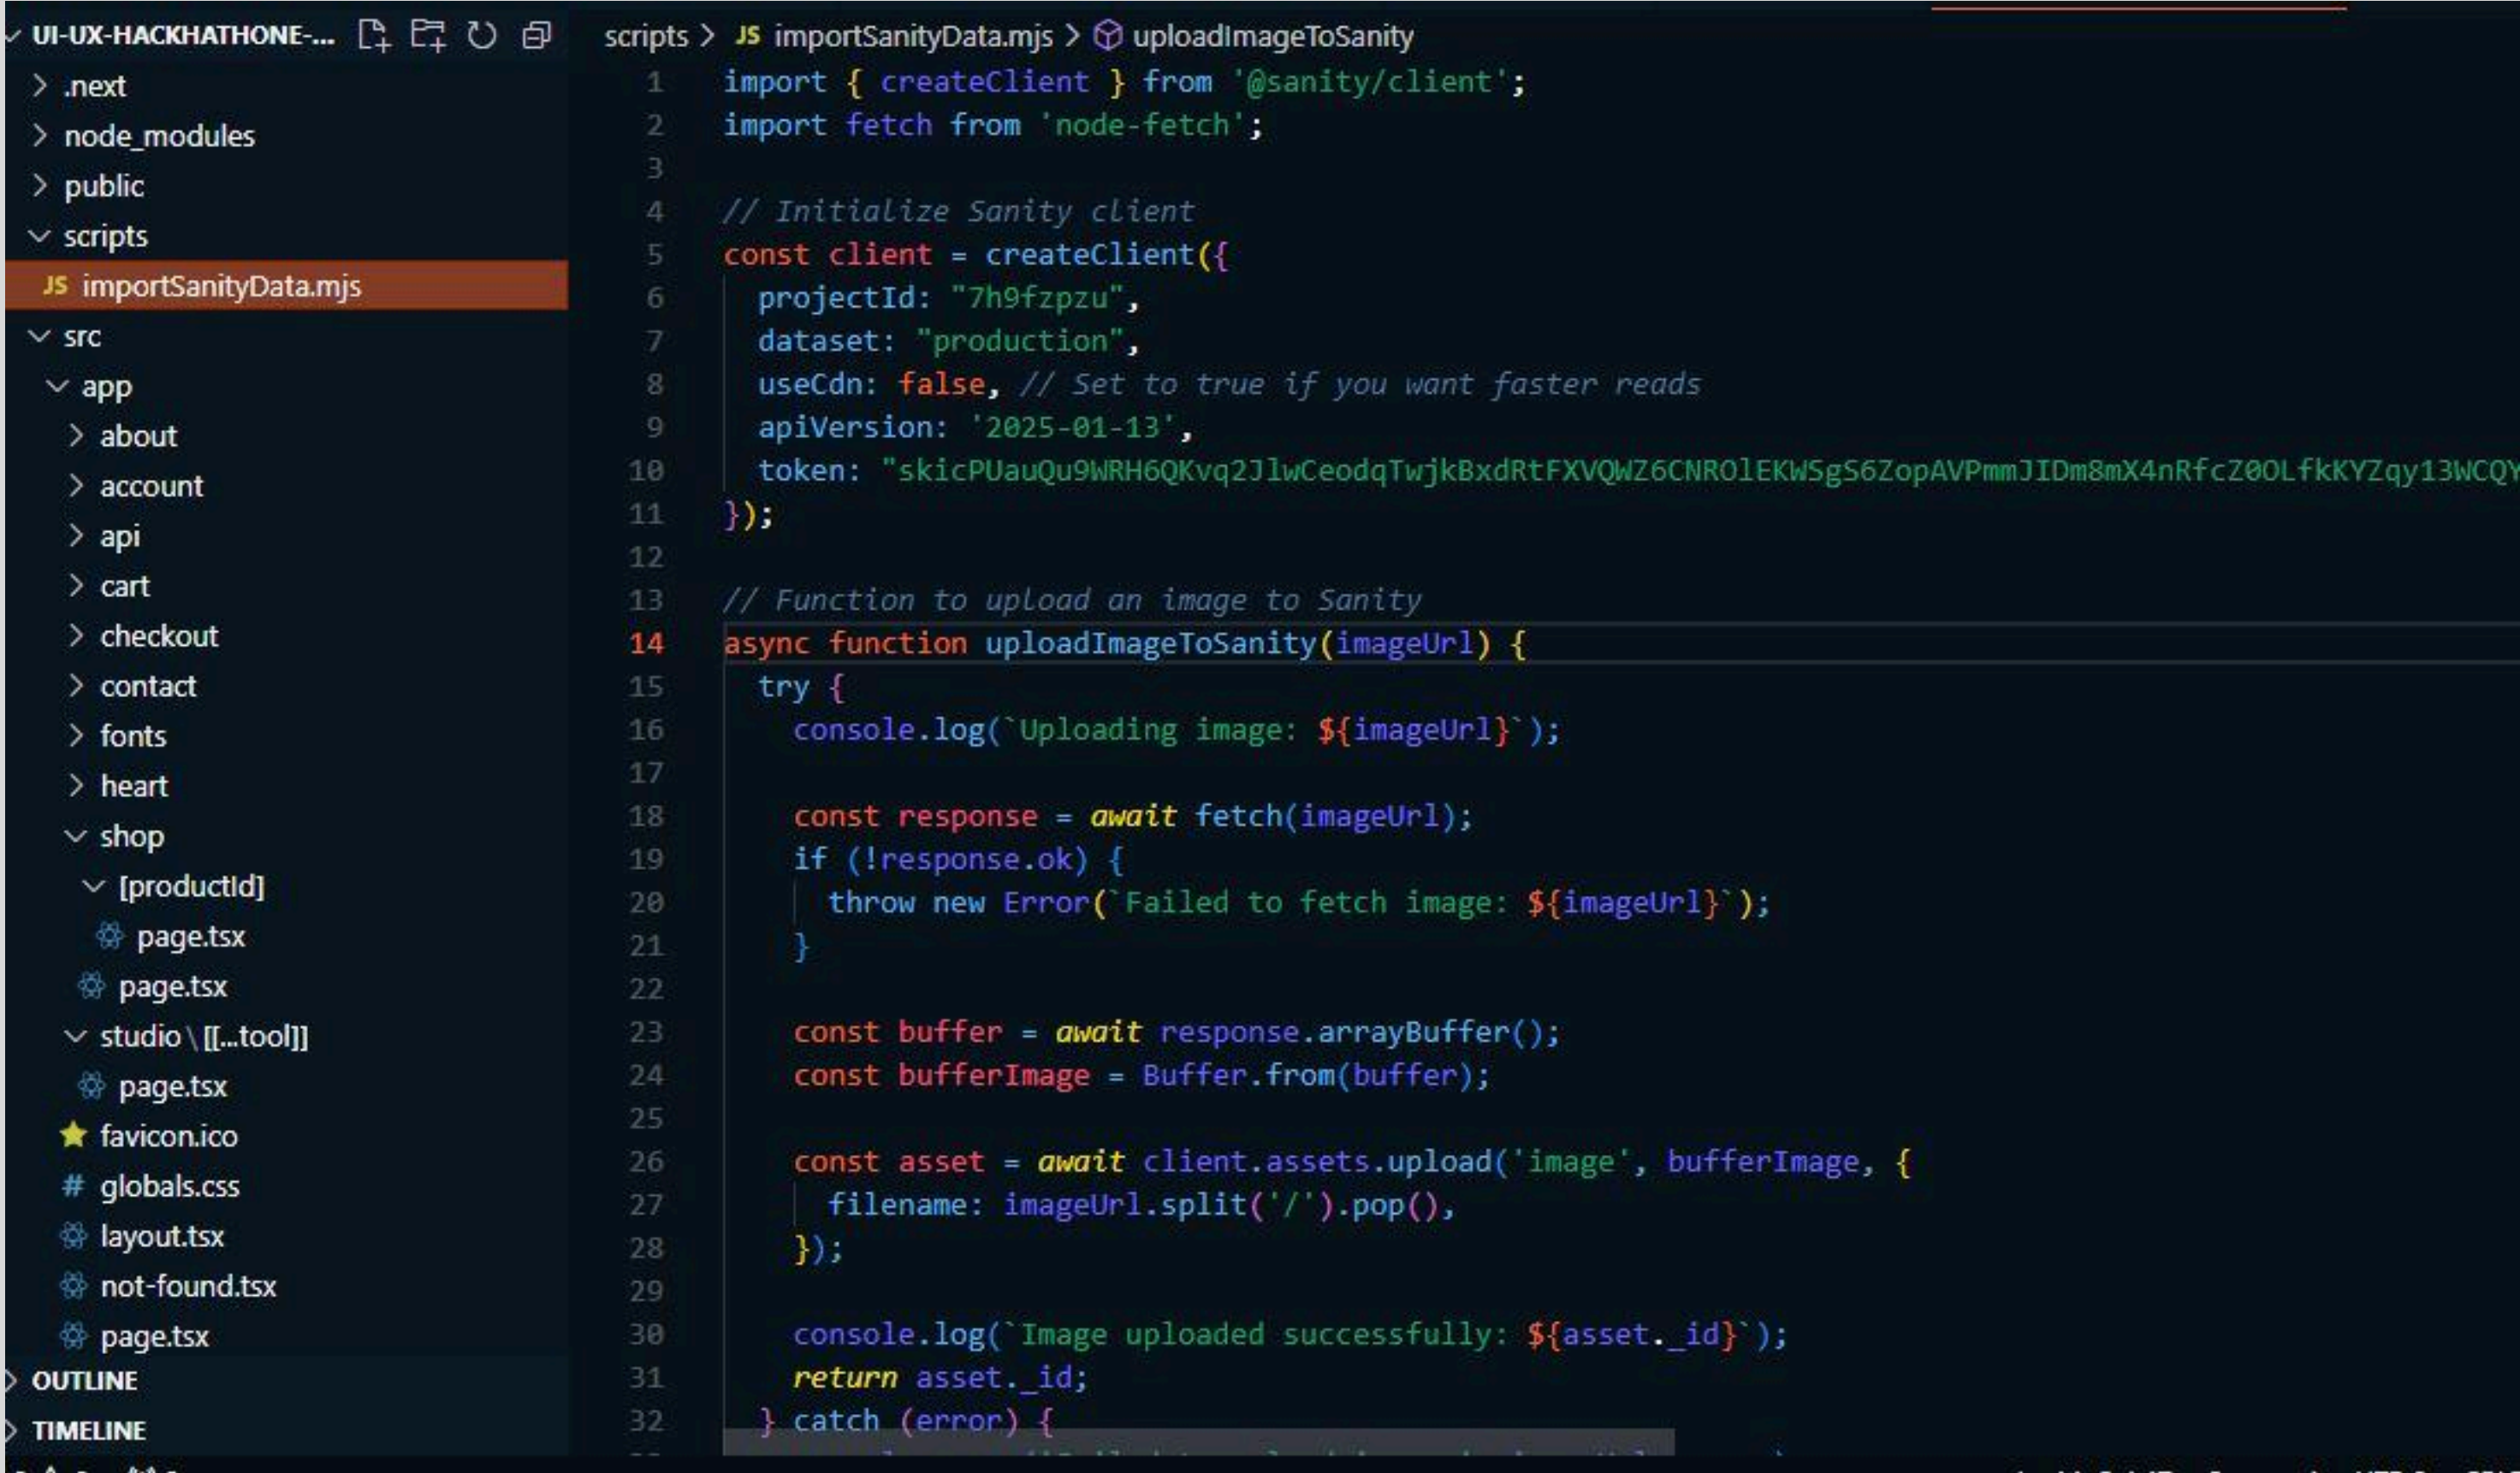 UI-UX-HACKHATHONE-...
.next
node_modules
public
scripts
JS importSanityData.mjs
src
app
about
account
api
cart
checkout
contact
fonts
heart
shop
[productId]
page.tsx
page.tsx
studio\[[...tool]]
page.tsx
favicon.ico
# globals.css
layout.tsx
not-found.tsx
page.tsx
OUTLINE
TIMELINE
scripts > JS importSanityData.mjs > uploadImageToSanity
1 import { createClient } from '@sanity/client';
2 import fetch from 'node-fetch';
3
4 // Initialize Sanity client
5 const client = createClient({
6 projectId: "7h9fzpzu",
7 dataset: "production",
8 useCdn: false, // Set to true if you want faster reads
9 apiVersion: '2025-01-13',
10 token:
11 });
12
13 // Function to upload an image to Sanity
14 async function uploadImageToSanity(imageUrl) {
15 try {
16 console.log(`Uploading image: ${imageUrl}`);
17
18 const response = await fetch(imageUrl);
19 if (!response.ok) {
20 throw new Error(`Failed to fetch image: ${imageUrl}`);
21 }
22
23 const buffer = await response.arrayBuffer();
24 const bufferImage = Buffer.from(buffer);
25
26 const asset = await client.assets.upload('image', bufferImage, {
27 filename: imageUrl.split('/').pop(),
28 });
29
30 console.log(`Image uploaded successfully: ${asset._id}`);
31 return asset._id;
32 } catch (error) {